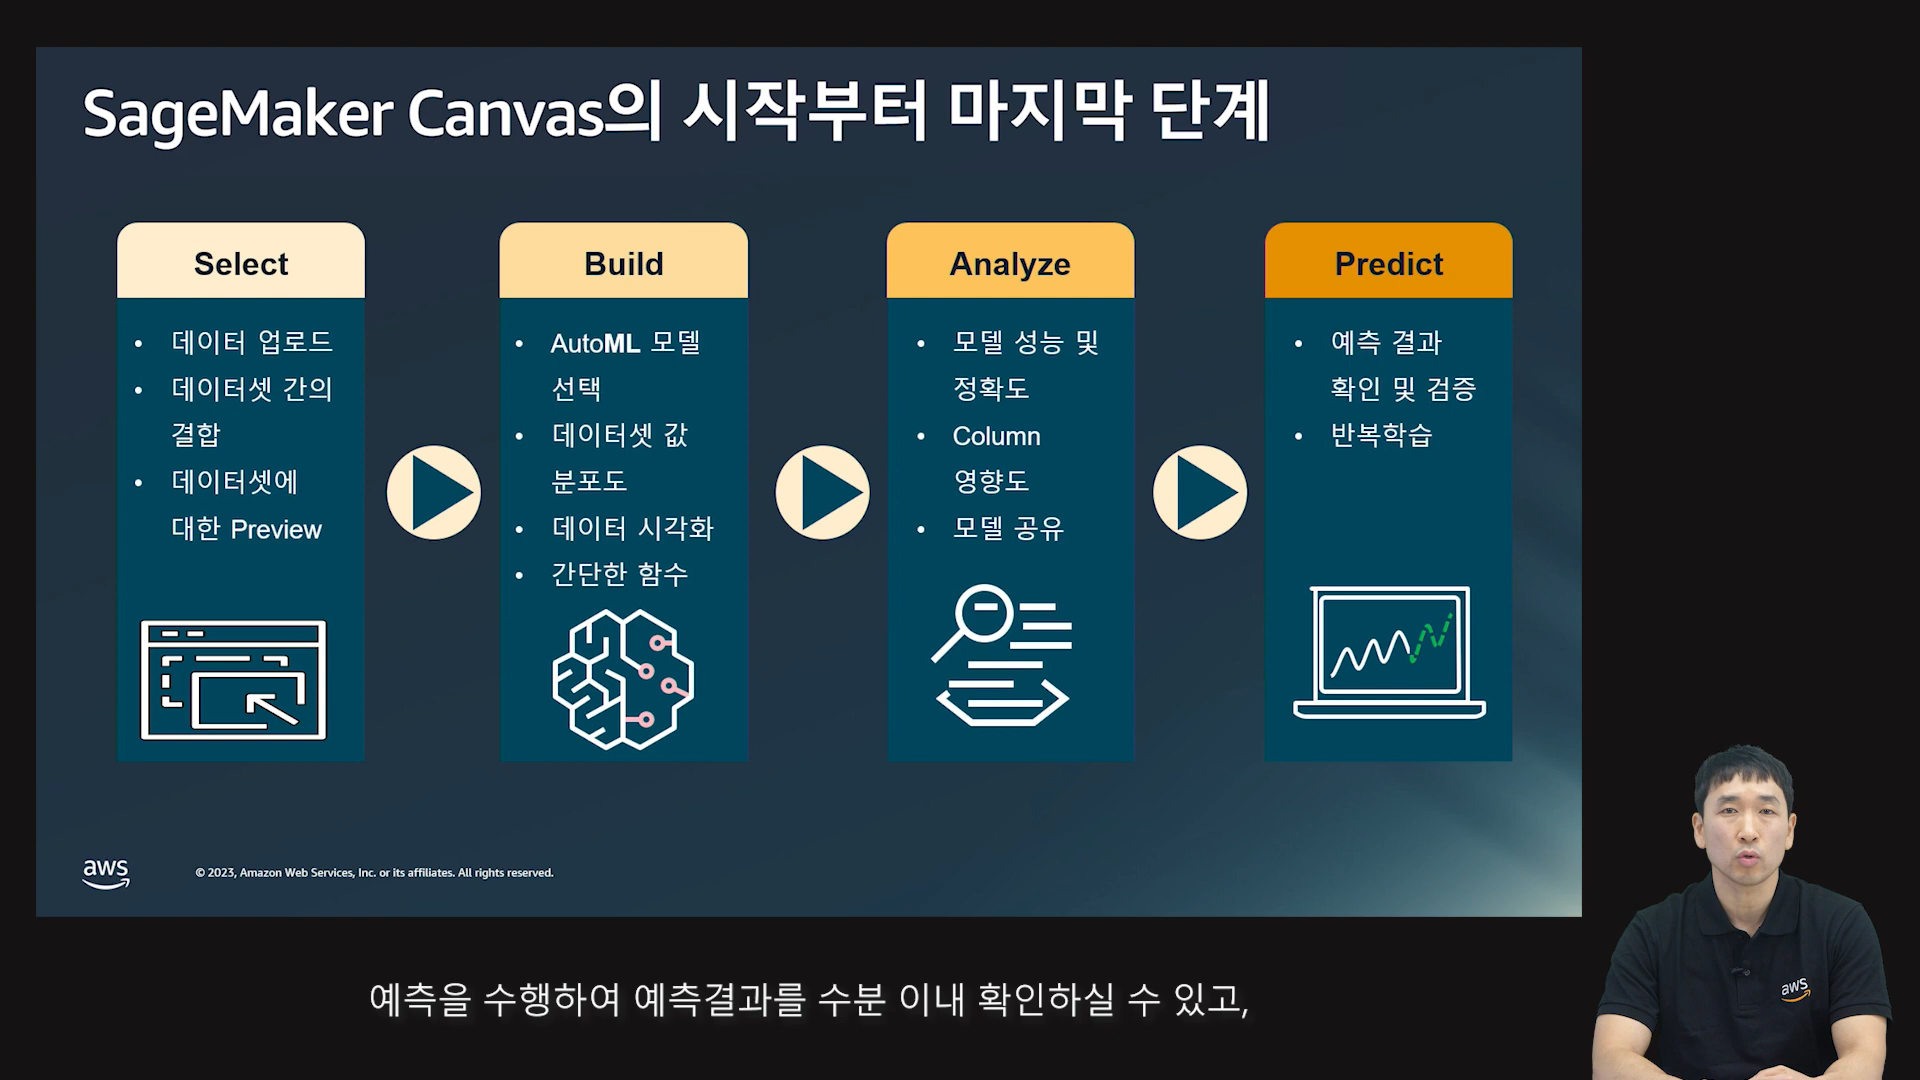 SageMaker Canvas의 시작부터 마지막 단계
Select
• 데이터 업로드
• 데이터셋 간의
결합
• 데이터셋에
대한 Preview
Build
• AutoML 모델
선택
• 데이터셋 값
분포도
• 데이터 시각화
• 간단한 함수
Analyze
• 모델 성능 및
정확도
• Column
영향도
• 모델 공유
Predict
• 예측 결과
확인 및 검증
• 반복학습
aws
© 2023, Amazon Web Services, Inc. or its affiliates. All rights reserved.
aws
예측을 수행하여 예측결과를 수분 이내 확인하실 수 있고,